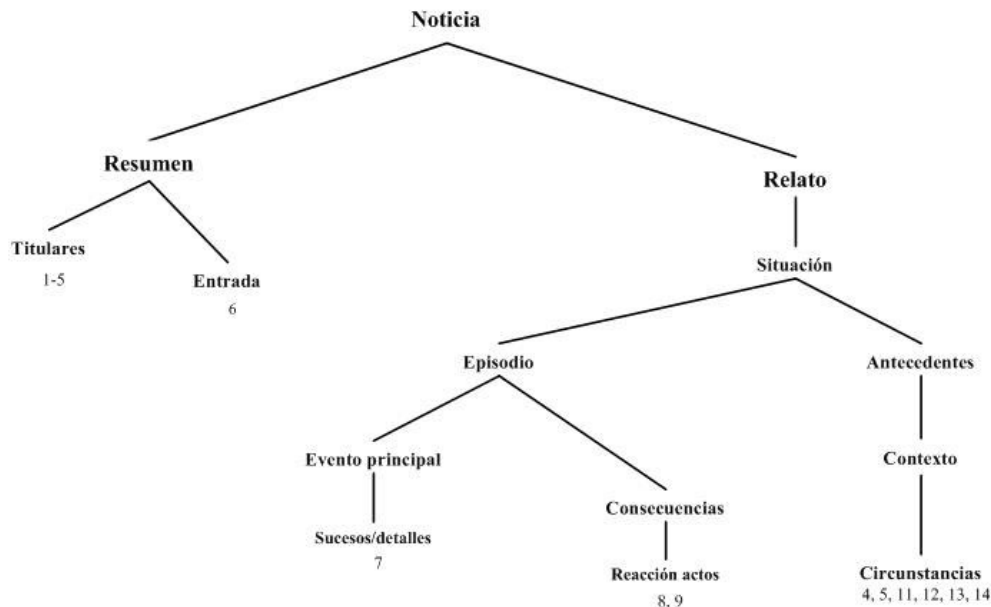 Noticia
Resumen
Relato
Titulares
1-5
Entrada
6
Situación
Episodio
Antecedentes
Evento principal
Contexto
Consecuencias
Sucesos/detalles
7
Reacción actos
8, 9
Circunstancias
4, 5, 11, 12, 13, 14